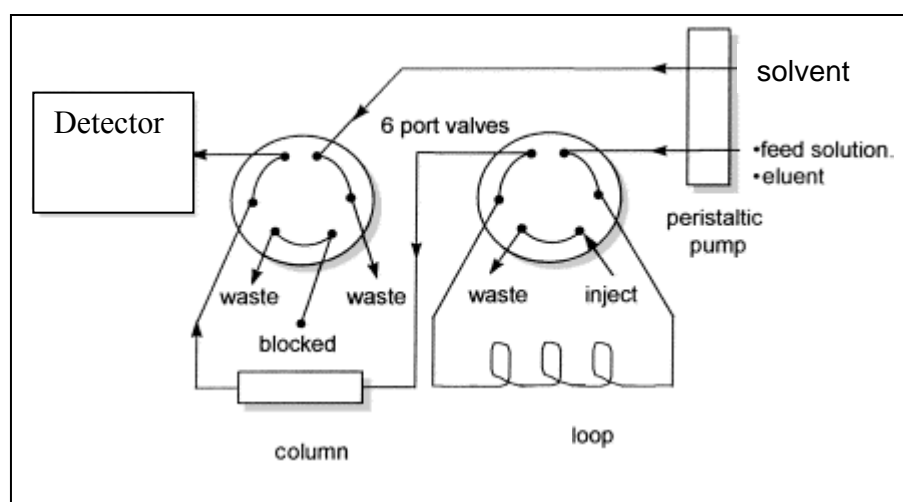 solvent
Detector
6 port valves
•feed solution.
•eluent
peristaltic
pump
waste
waste
waste
inject
blocked
column
loop